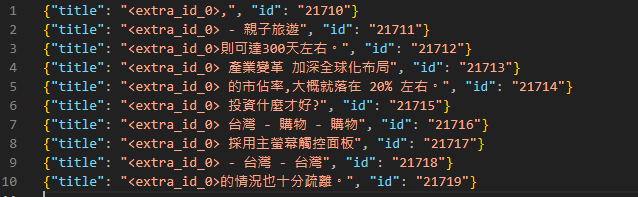 1 {"title": "<extra_id_0>,", "id": "21710"}
2 {"title": "<extra_id_0> - 親子旅遊", "id": "21711"}
3 {"title": "<extra_id_0>則可達300天左右。", "id": "21712"}
4 {"title": "<extra_id_0> 產業變革 加深全球化布局", "id": "21713"}
5 {"title": "<extra_id_0> 的市佔率,大概就落在 20% 左右。", "id": "21714"}
6 {"title": "<extra_id_0> 投資什麼才好?", "id": "21715"}
7 {"title": "<extra_id_0> 台灣 - 購物 - 購物", "id": "21716"}
8 {"title": "<extra_id_0> 採用主螢幕觸控面板", "id": "21717"}
9 {"title": "<extra_id_0> - 台灣 - 台灣", "id": "21718"}
10 {"title": "<extra_id_0>的情況也十分疏離。", "id": "21719"}